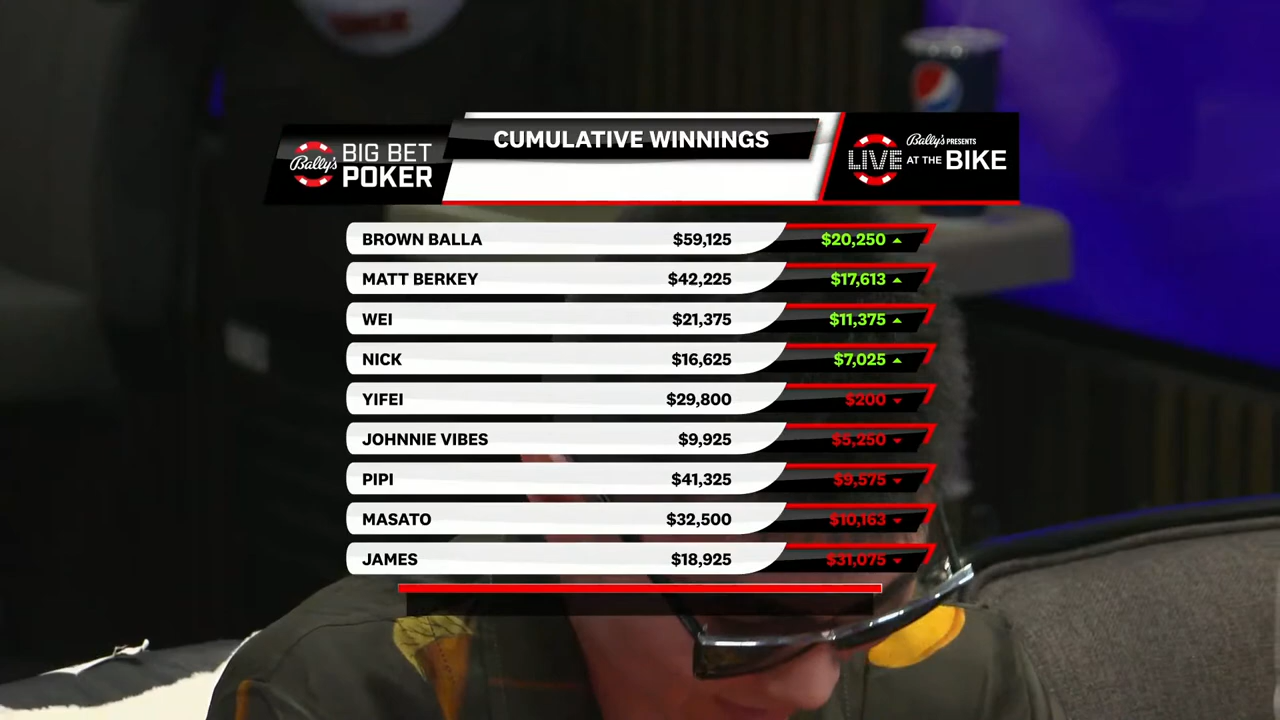 CUMULATIVE WINNINGS
Bally's BIG BET POKER
Bally's PRESENTS
LIVE AT THE BIKE
BROWN BALLA $59,125 $20,250
MATT BERKEY $42,225 $17,613
WEI $21,375 $11,375
NICK $16,625 $7,025
YIFEI $29,800 $200
JOHNNIE VIBES $9,925 $5,250
PIPI $41,325 $9,575
MASATO $32,500 $10,163
JAMES $18,925 $31,075